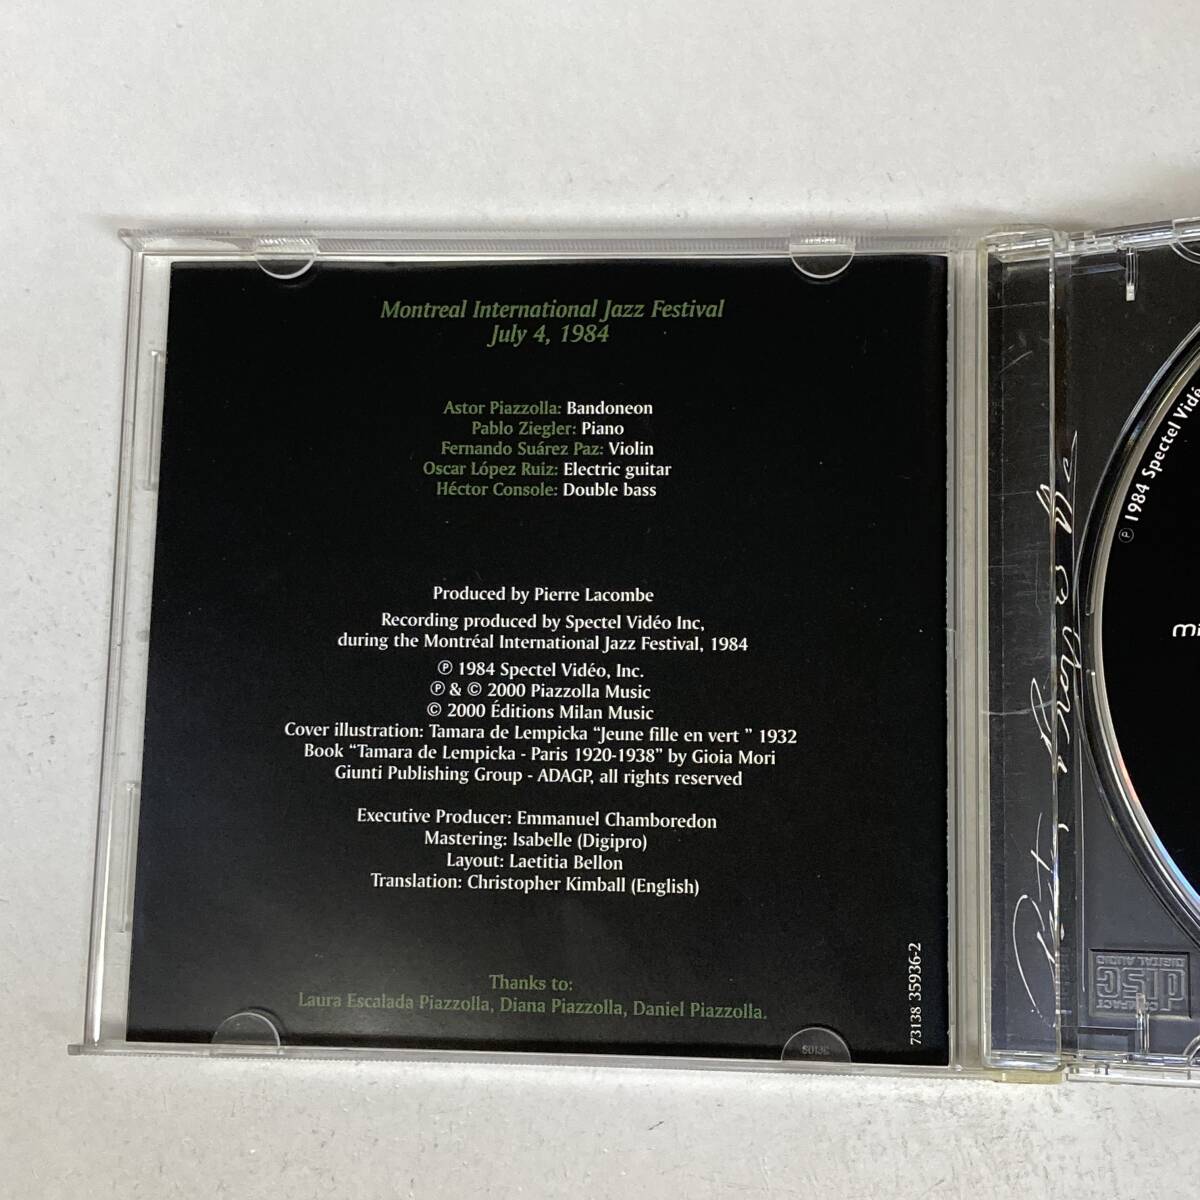 Montreal International Jazz Festival
July 4, 1984
Astor Piazzolla: Bandoneon
Pablo Ziegler: Piano
Fernando Suárez Paz: Violin
Oscar López Ruiz: Electric guitar
Héctor Console: Double bass
Produced by Pierre Lacombe
Recording produced by Spectel Vidéo Inc,
during the Montréal International Jazz Festival, 1984
℗ 1984 Spectel Vidéo, Inc.
℗ & © 2000 Piazzolla Music
© 2000 Éditions Milan Music
Cover illustration: Tamara de Lempicka “Jeune fille en vert ” 1932
Book “Tamara de Lempicka - Paris 1920-1938” by Gioia Mori
Giunti Publishing Group - ADAGP, all rights reserved
Executive Producer: Emmanuel Chamboredon
Mastering: Isabelle (Digipro)
Layout: Laetitia Bellon
Translation: Christopher Kimball (English)
Thanks to:
Laura Escalada Piazzolla, Diana Piazzolla, Daniel Piazzolla.
73138 35936-2
℗ 1984 Spectel Vidé
mi
COMPACT
disc
DIGITAL AUDIO